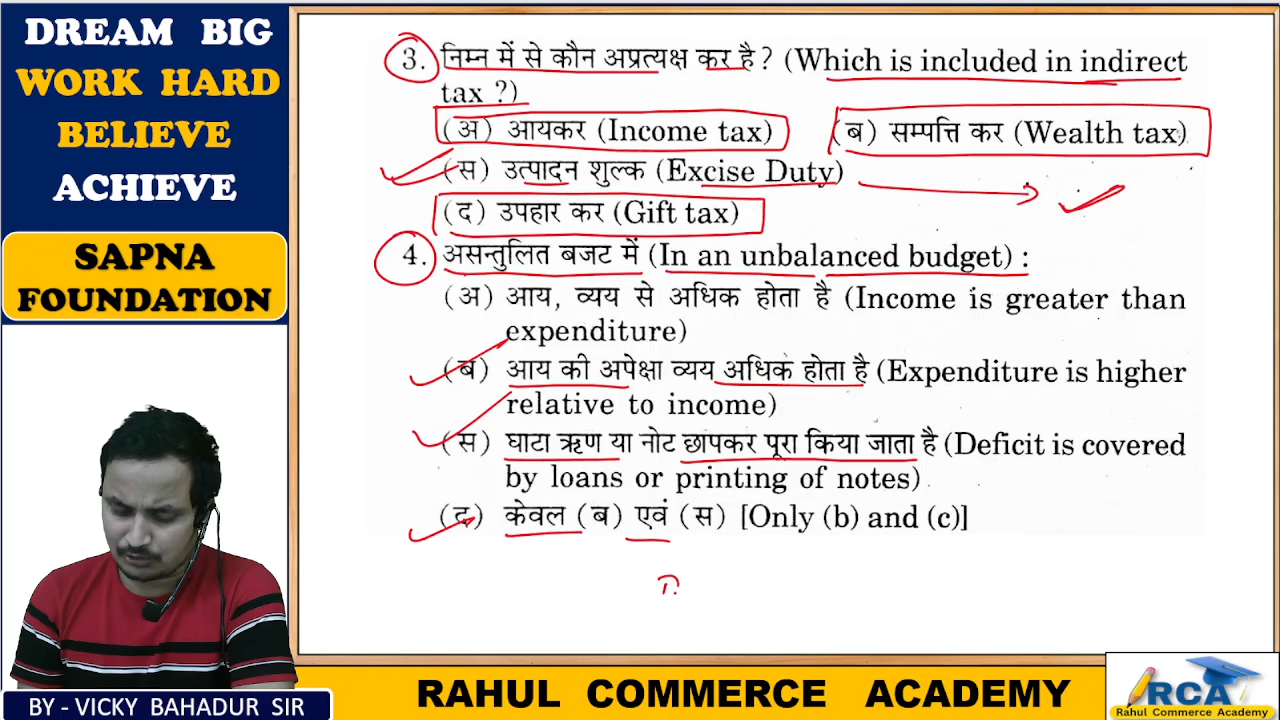 DREAM BIG
WORK HARD
BELIEVE
ACHIEVE
SAPNA
FOUNDATION
3. निम्न में से कौन अप्रत्यक्ष कर है ? (Which is included in indirect
tax ?)
(अ) आयकर (Income tax) (ब) सम्पत्ति कर (Wealth tax)
(स) उत्पादन शुल्क (Excise Duty)
(द) उपहार कर (Gift tax)
4. असन्तुलित बजट में (In an unbalanced budget) :
(अ) आय, व्यय से अधिक होता है (Income is greater than
expenditure)
(ब) आय की अपेक्षा व्यय अधिक होता है (Expenditure is higher
relative to income)
(स) घाटा ऋण या नोट छापकर पूरा किया जाता है (Deficit is covered
by loans or printing of notes)
(द) केवल (ब) एवं (स) [Only (b) and (c)]
BY - VICKY BAHADUR SIR
RAHUL COMMERCE ACADEMY
RCA
Rahul Commerce Academy